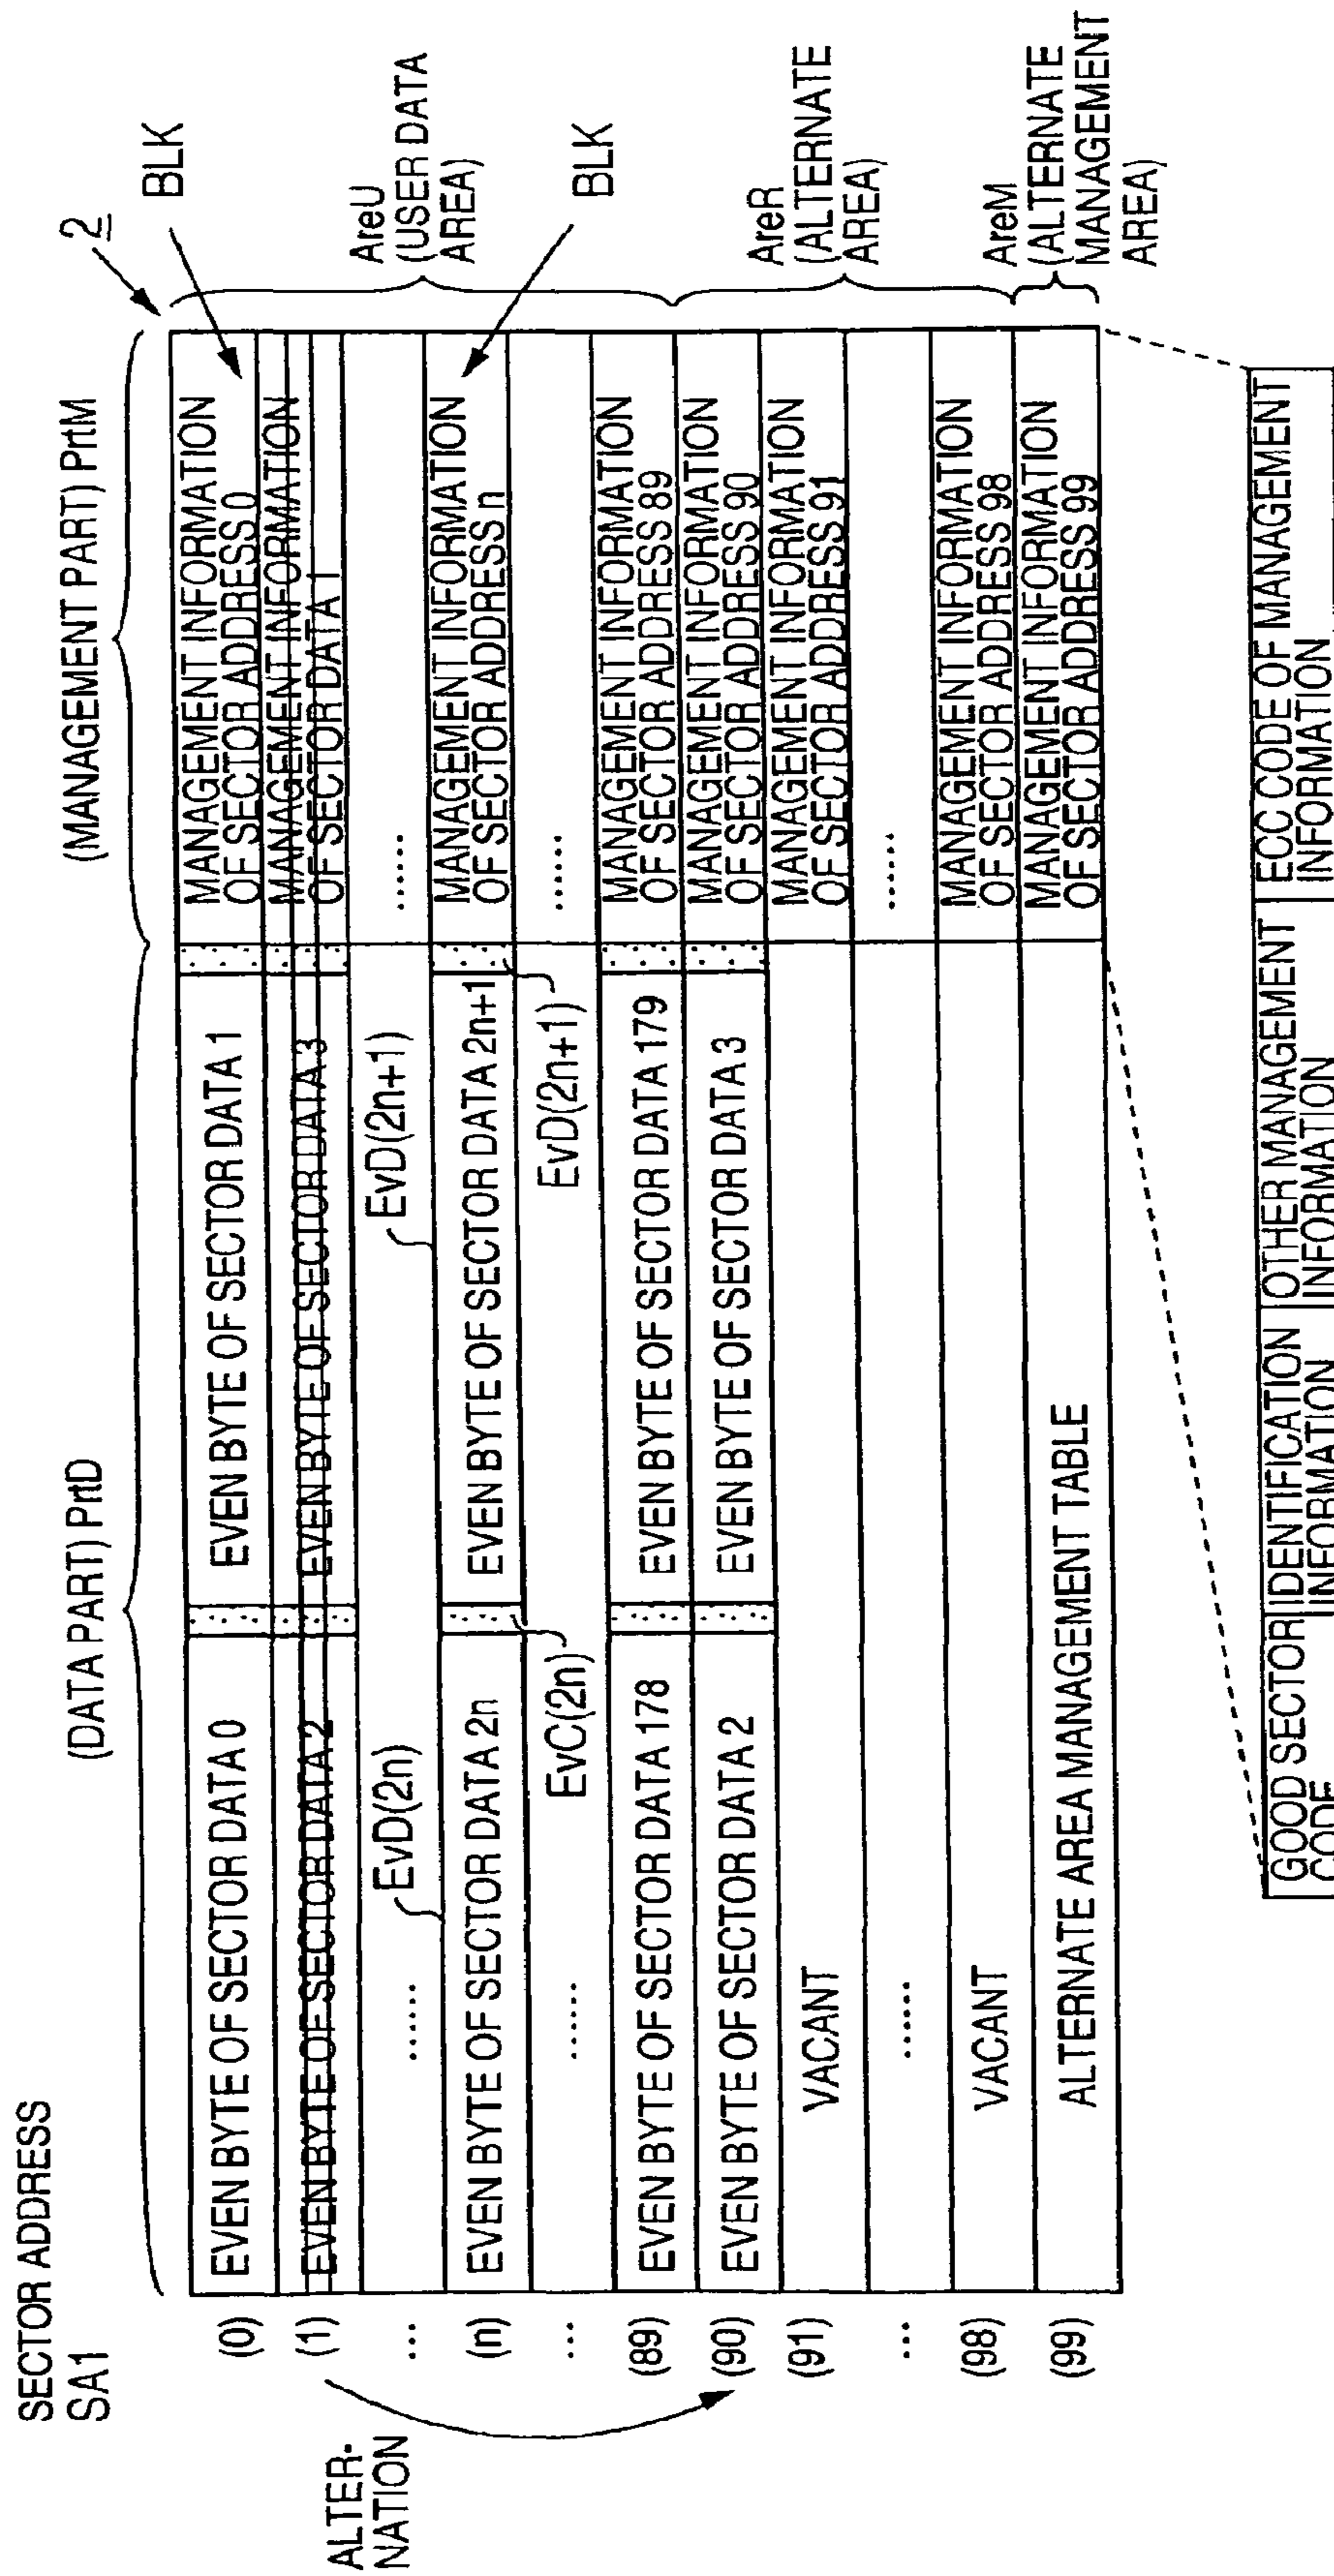 SECTOR ADDRESS
SA1
(DATA PART) PrtD
(MANAGEMENT PART) PrtM
2
BLK
(0)
EVEN BYTE OF SECTOR DATA 0
EVEN BYTE OF SECTOR DATA 1
MANAGEMENT INFORMATION
OF SECTOR ADDRESS 0
(1)
EVEN BYTE OF SECTOR DATA 2
EVEN BYTE OF SECTOR DATA 3
MANAGEMENT INFORMATION
OF SECTOR DATA 1
...
......
EvD(2n)
EvD(2n+1)
......
AreU
(USER DATA
AREA)
(n)
EVEN BYTE OF SECTOR DATA 2n
EVEN BYTE OF SECTOR DATA 2n+1
MANAGEMENT INFORMATION
OF SECTOR ADDRESS n
...
......
EvC(2n)
EvD(2n+1)
......
BLK
(89)
EVEN BYTE OF SECTOR DATA 178
EVEN BYTE OF SECTOR DATA 179
MANAGEMENT INFORMATION
OF SECTOR ADDRESS 89
(90)
EVEN BYTE OF SECTOR DATA 2
EVEN BYTE OF SECTOR DATA 3
MANAGEMENT INFORMATION
OF SECTOR ADDRESS 90
(91)
VACANT
MANAGEMENT INFORMATION
OF SECTOR ADDRESS 91
AreR
(ALTERNATE
AREA)
...
......
......
(98)
VACANT
MANAGEMENT INFORMATION
OF SECTOR ADDRESS 98
(99)
ALTERNATE AREA MANAGEMENT TABLE
MANAGEMENT INFORMATION
OF SECTOR ADDRESS 99
AreM
(ALTERNATE
MANAGEMENT
AREA)
ALTER-
NATION
GOOD SECTOR
CODE
IDENTIFICATION
INFORMATION
OTHER MANAGEMENT
INFORMATION
ECC CODE OF MANAGEMENT
INFORMATION